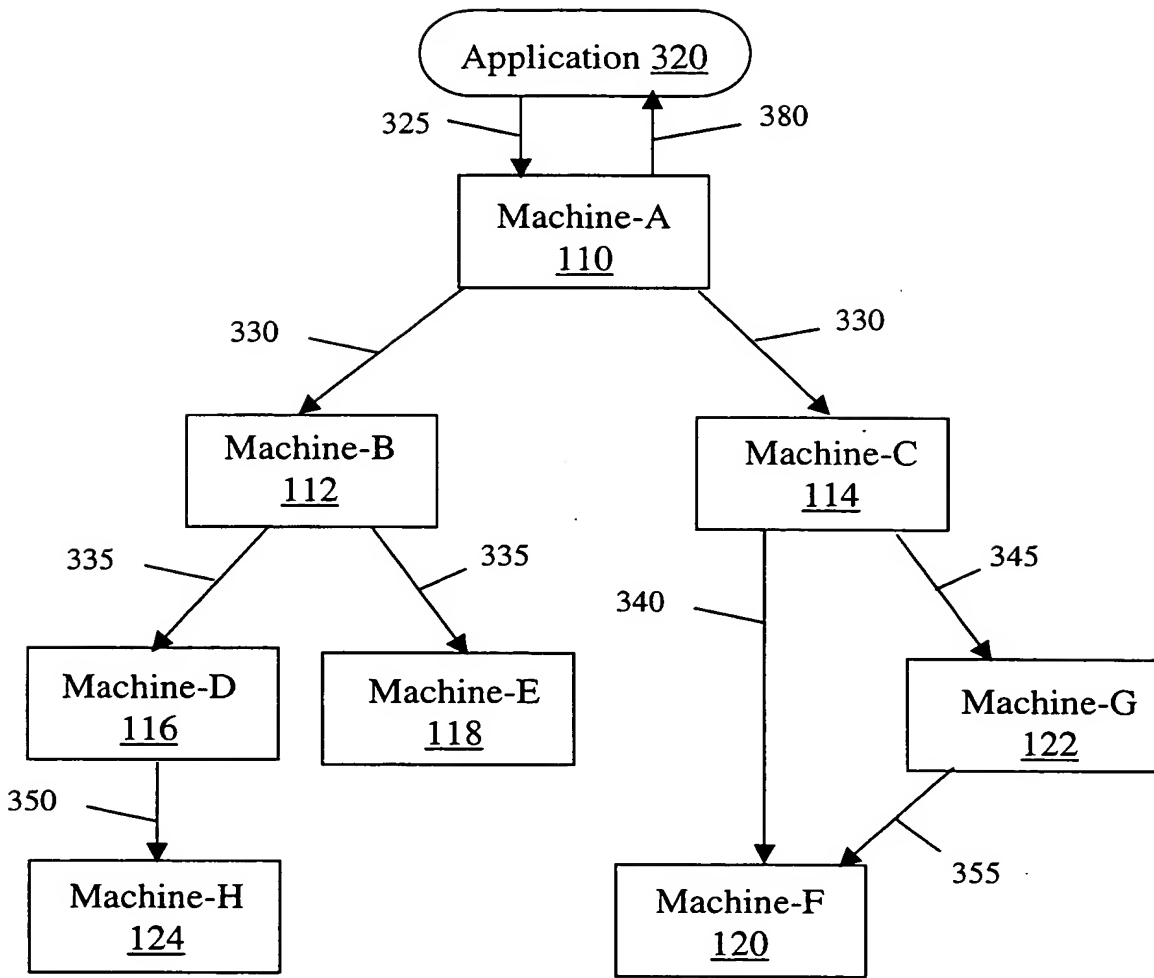 Application 320
325
380
Machine-A
110
330
330
Machine-B
112
Machine-C
114
335
335
340
345
Machine-D
116
Machine-E
118
Machine-G
122
350
355
Machine-H
124
Machine-F
120